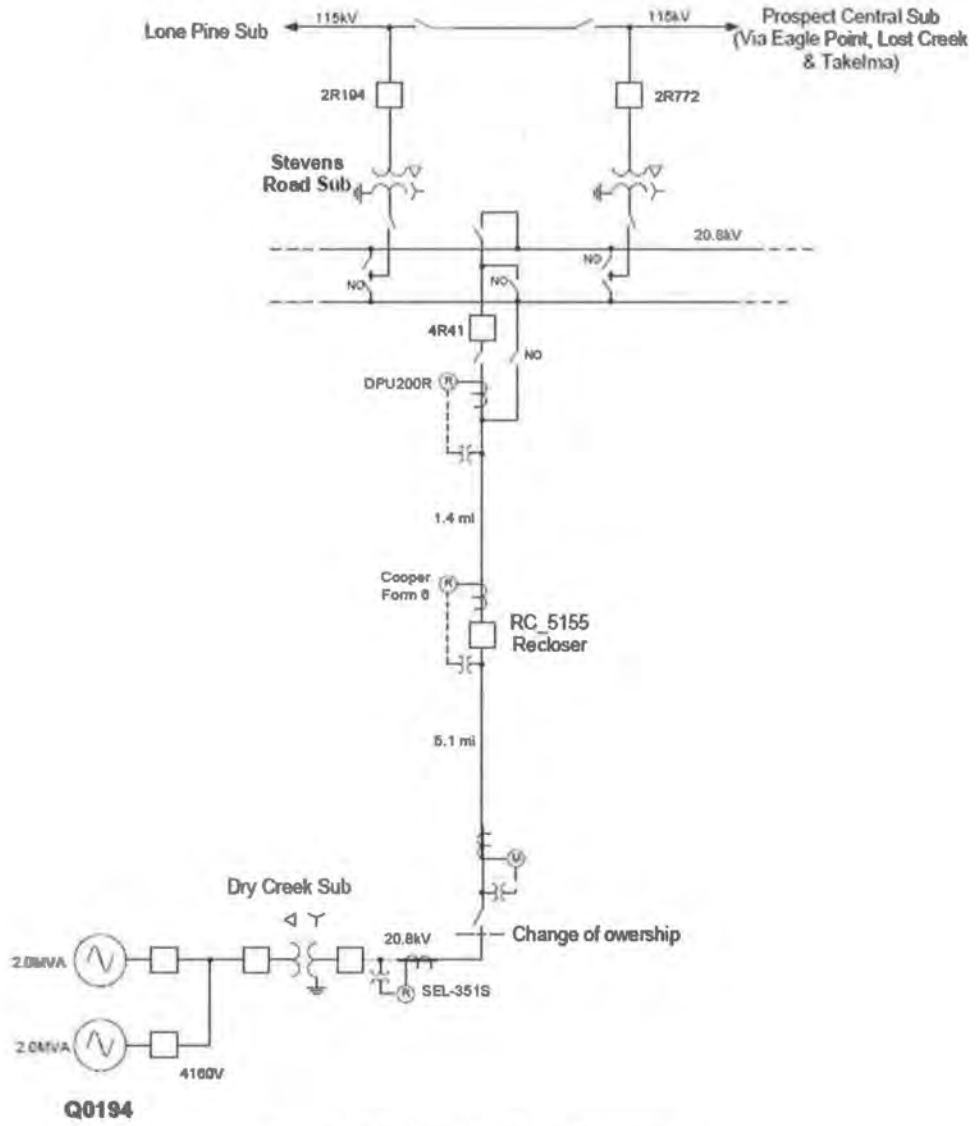 115kV
115kV
Lone Pine Sub
Prospect Central Sub
(Via Eagle Point, Lost Creek
& Takelma)
2R194
2R772
Stevens
Road Sub
20.8kV
NO
NO
NO
4R41
NO
DPU200R
R
1.4 mi
Cooper
Form 6
R
RC_5155
Recloser
5.1 mi
M
Dry Creek Sub
20.8kV
Change of owership
2.0MVA
SEL-351S
R
2.0MVA
4160V
Q0194